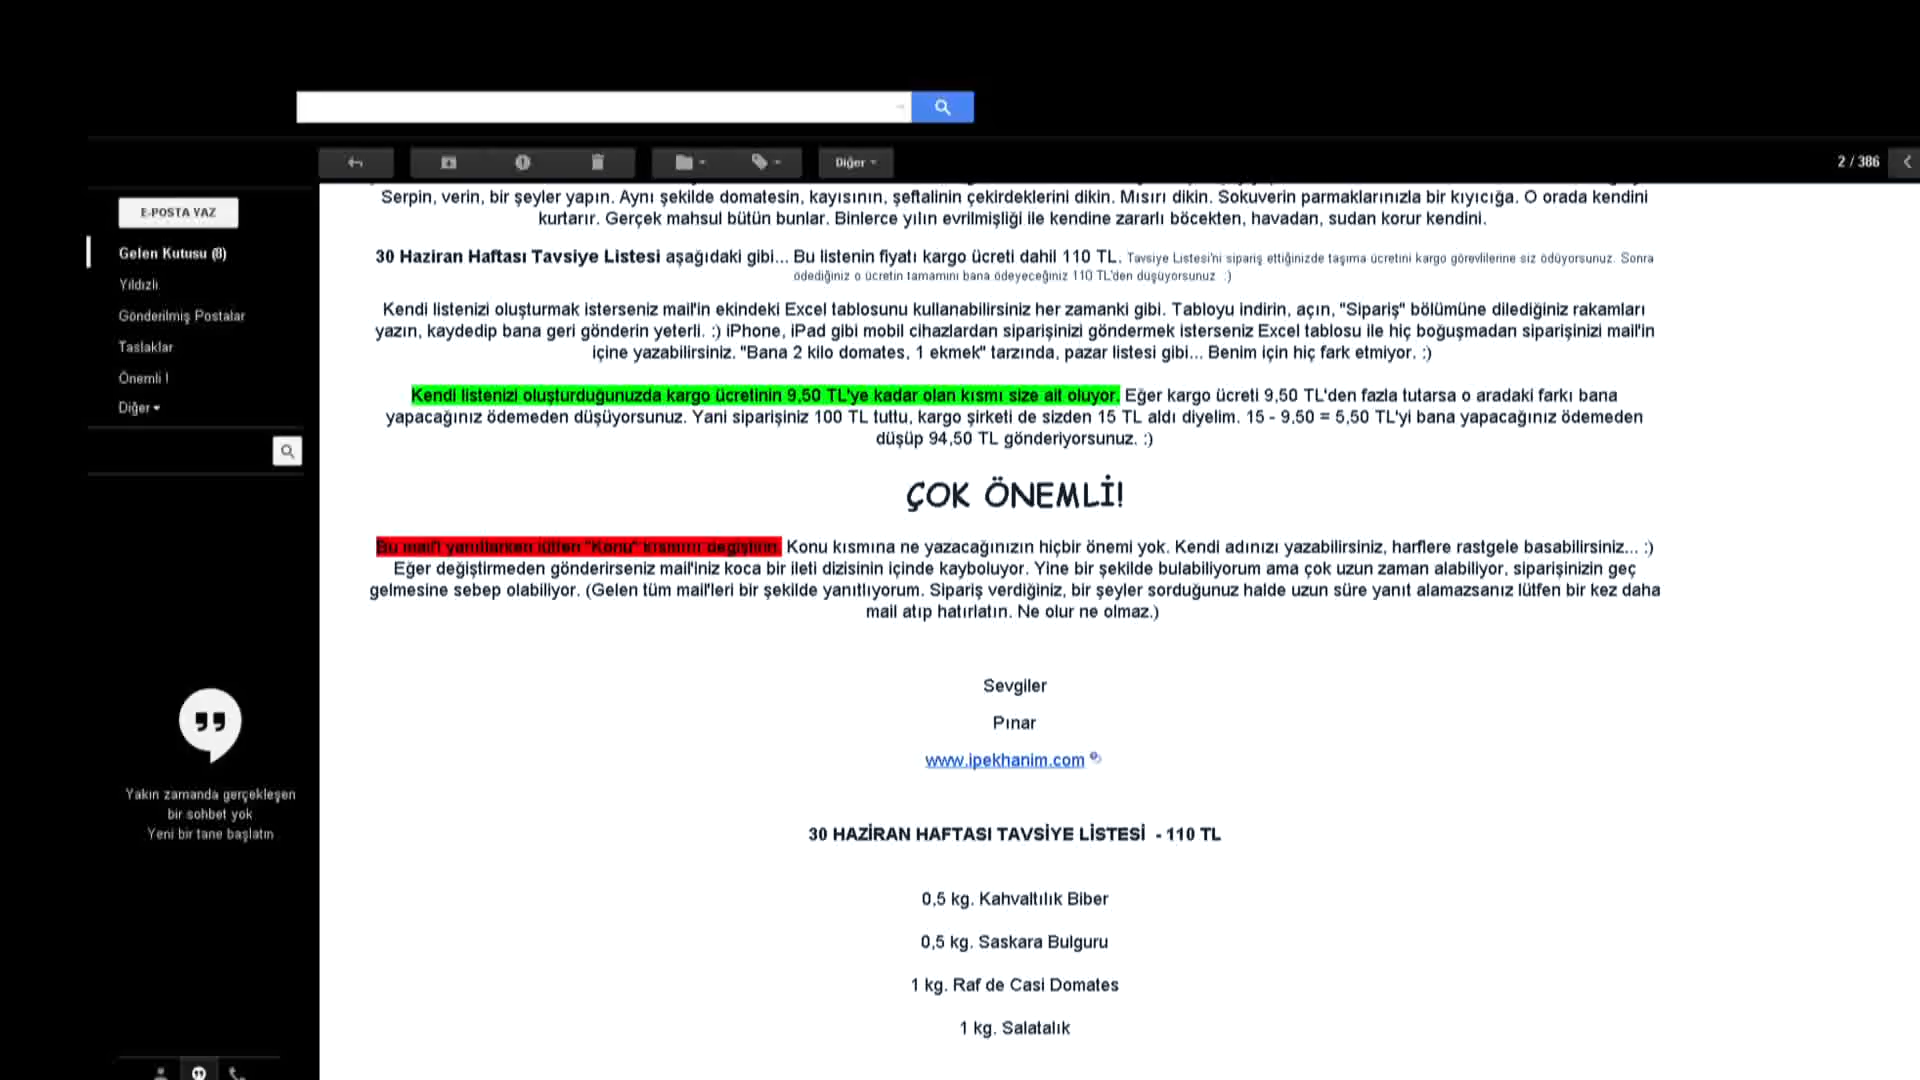 Diğer
2 / 386
E-POSTA YAZ
Gelen Kutusu (8)
Yıldızlı
Gönderilmiş Postalar
Taslaklar
Önemli !
Diğer
Yakın zamanda gerçekleşen
bir sohbet yok
Yeni bir tane başlatın
Serpin, verin, bir şeyler yapın. Aynı şekilde domatesin, kayısının, şeftalinin çekirdeklerini dikin. Mısırı dikin. Sokuverin parmaklarınızla bir kıyıcığa. O orada kendini
kurtarır. Gerçek mahsul bütün bunlar. Binlerce yılın evrilmişliği ile kendine zararlı böcekten, havadan, sudan korur kendini.
30 Haziran Haftası Tavsiye Listesi aşağıdaki gibi... Bu listenin fiyatı kargo ücreti dahil 110 TL. Tavsiye Listesi'ni sipariş ettiğinizde taşıma ücretini kargo görevlilerine siz ödüyorsunuz. Sonra
ödediğiniz o ücretin tamamını bana ödeyeceğiniz 110 TL'den düşüyorsunuz :)
Kendi listenizi oluşturmak isterseniz mail'in ekindeki Excel tablosunu kullanabilirsiniz her zamanki gibi. Tabloyu indirin, açın, "Sipariş" bölümüne dilediğiniz rakamları
yazın, kaydedip bana geri gönderin yeterli. :) iPhone, iPad gibi mobil cihazlardan siparişinizi göndermek isterseniz Excel tablosu ile hiç boğuşmadan siparişinizi mail'in
içine yazabilirsiniz. "Bana 2 kilo domates, 1 ekmek" tarzında, pazar listesi gibi... Benim için hiç fark etmiyor. :)
Kendi listenizi oluşturduğunuzda kargo ücretinin 9,50 TL'ye kadar olan kısmı size ait oluyor. Eğer kargo ücreti 9,50 TL'den fazla tutarsa o aradaki farkı bana
yapacağınız ödemeden düşüyorsunuz. Yani siparişiniz 100 TL tuttu, kargo şirketi de sizden 15 TL aldı diyelim. 15 - 9,50 = 5,50 TL'yi bana yapacağınız ödemeden
düşüp 94,50 TL gönderiyorsunuz. :)
ÇOK ÖNEMLİ!
Bu mail'i yanıtlarken lütfen "Konu" kısmını değiştirin. Konu kısmına ne yazacağınızın hiçbir önemi yok. Kendi adınızı yazabilirsiniz, harflere rastgele basabilirsiniz... :)
Eğer değiştirmeden gönderirseniz mail'iniz koca bir ileti dizisinin içinde kayboluyor. Yine bir şekilde bulabiliyorum ama çok uzun zaman alabiliyor, siparişinizin geç
gelmesine sebep olabiliyor. (Gelen tüm mail'leri bir şekilde yanıtlıyorum. Sipariş verdiğiniz, bir şeyler sorduğunuz halde uzun süre yanıt alamazsanız lütfen bir kez daha
mail atıp hatırlatın. Ne olur ne olmaz.)
Sevgiler
Pınar
www.ipekhanim.com
30 HAZİRAN HAFTASI TAVSİYE LİSTESİ - 110 TL
0,5 kg. Kahvaltılık Biber
0,5 kg. Saskara Bulguru
1 kg. Raf de Casi Domates
1 kg. Salatalık